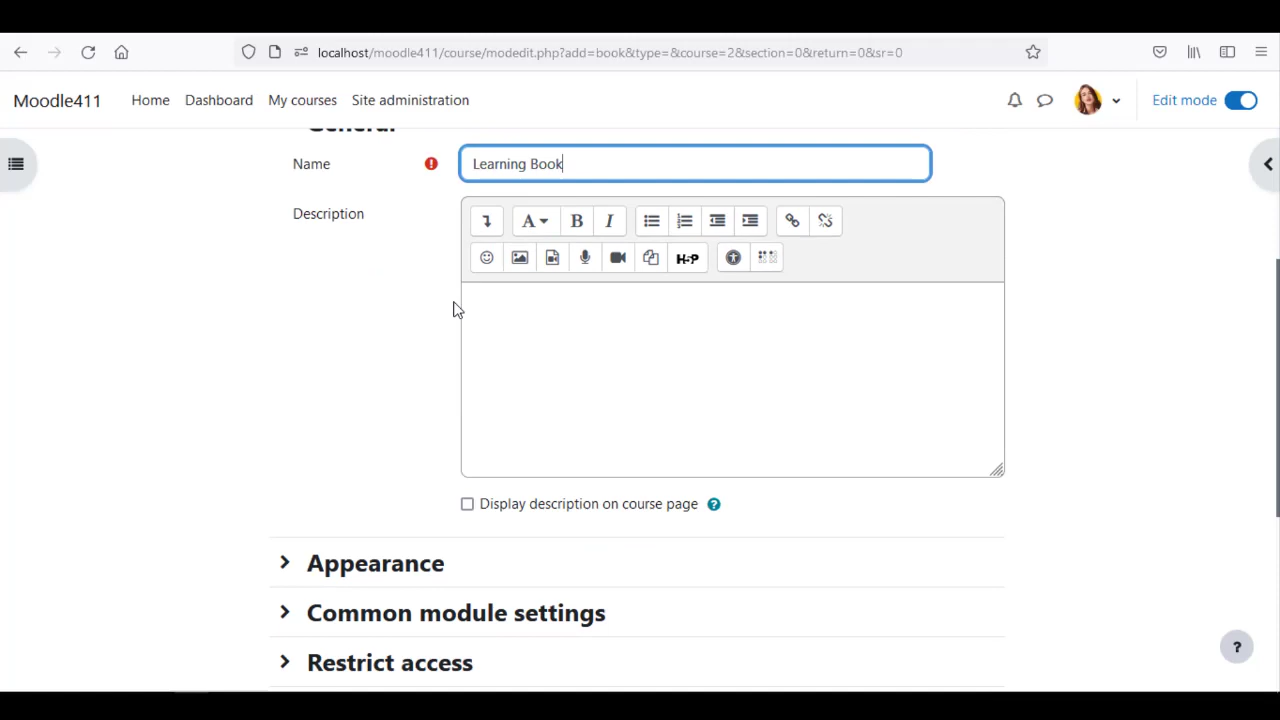 localhost/moodle411/course/modedit.php?add=book&type=&course=2&section=0&return=0&sr=0
Moodle411 Home Dashboard My courses Site administration Edit mode
General
Name Learning Book
Description
A B I
H5P
Display description on course page ?
Appearance
Common module settings
Restrict access
?